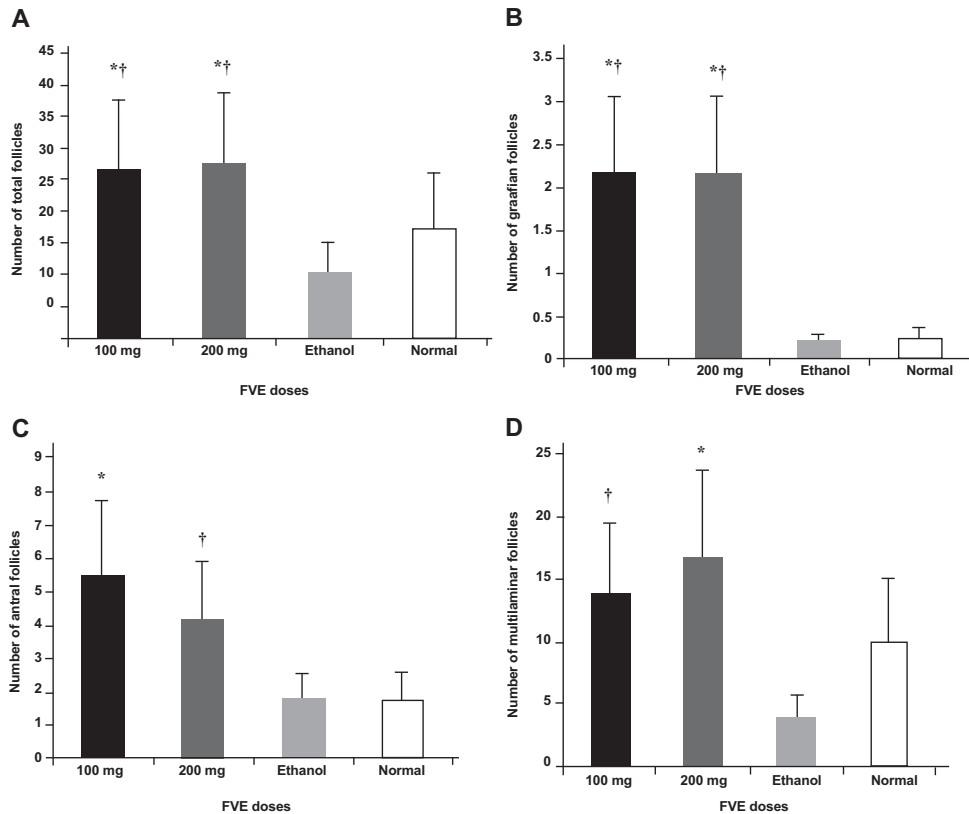 A
Number of total follicles
45
40
35
30
25
20
15
10
0
*†
*†
100 mg
200 mg
Ethanol
Normal
FVE doses
B
Number of graafian follicles
3.5
3
2.5
2
1.5
1
0.5
0
*†
*†
100 mg
200 mg
Ethanol
Normal
FVE doses
C
Number of antral follicles
9
8
7
6
5
4
3
2
1
0
*
†
100 mg
200 mg
Ethanol
Normal
FVE doses
D
Number of multilaminar follicles
25
20
15
10
5
0
†
*
100 mg
200 mg
Ethanol
Normal
FVE doses